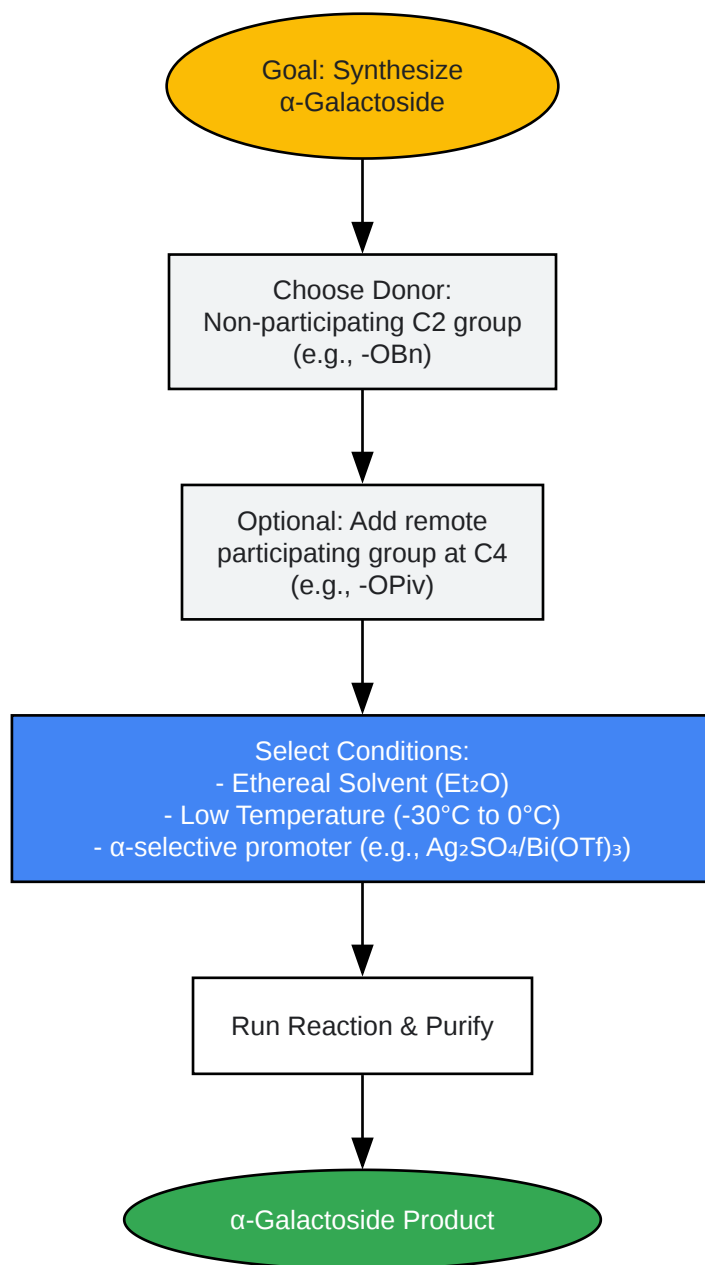 Goal: Synthesize
α-Galactoside
Choose Donor:
Non-participating C2 group
(e.g., -OBn)
Optional: Add remote
participating group at C4
(e.g., -OPiv)
Select Conditions:
- Ethereal Solvent (Et₂O)
- Low Temperature (-30°C to 0°C)
- α-selective promoter (e.g., Ag₂SO₄/Bi(OTf)₃)
Run Reaction & Purify
α-Galactoside Product